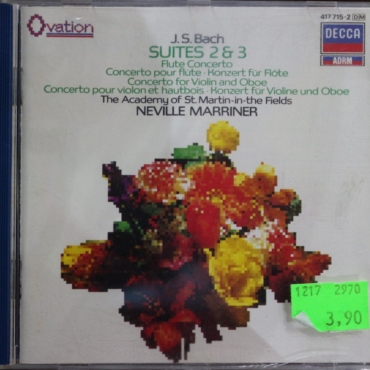 Ovation
417 715-2 DM
DECCA
ADRM
J.S. Bach
SUITES 2 & 3
Flute Concerto
Concerto pour flûte · Konzert für Flöte
Concerto for Violin and Oboe
Concerto pour violon et hautbois · Konzert für Violine und Oboe
The Academy of St. Martin-in-the Fields
NEVILLE MARRINER
1217 2970
3,90